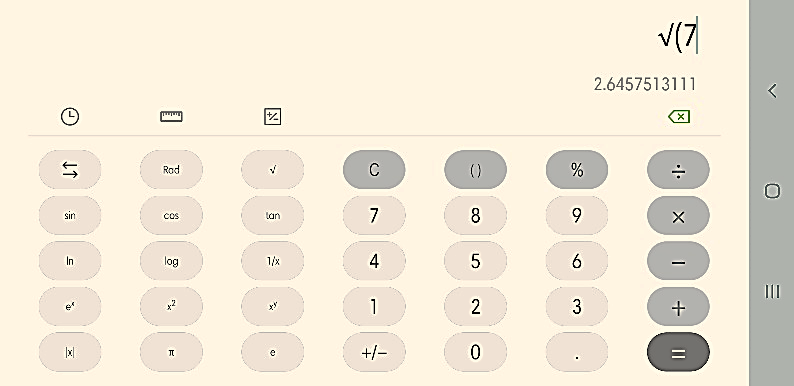 √(7
2.6457513111
Rad √ C () % ÷
sin cos tan 7 8 9 ×
ln log 1/x 4 5 6 −
eˣ x² xʸ 1 2 3 +
|x| π e +/− 0 . =